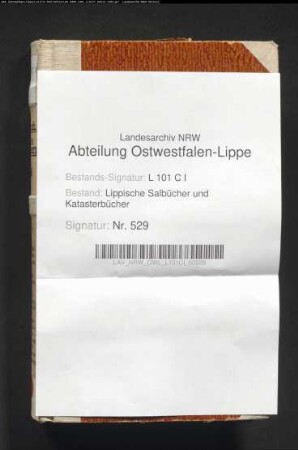 Landesarchiv NRW
Abteilung Ostwestfalen-Lippe
Bestands-Signatur: L 101 C I
Bestand: Lippische Salbücher und
Katasterbücher
Signatur: Nr. 529